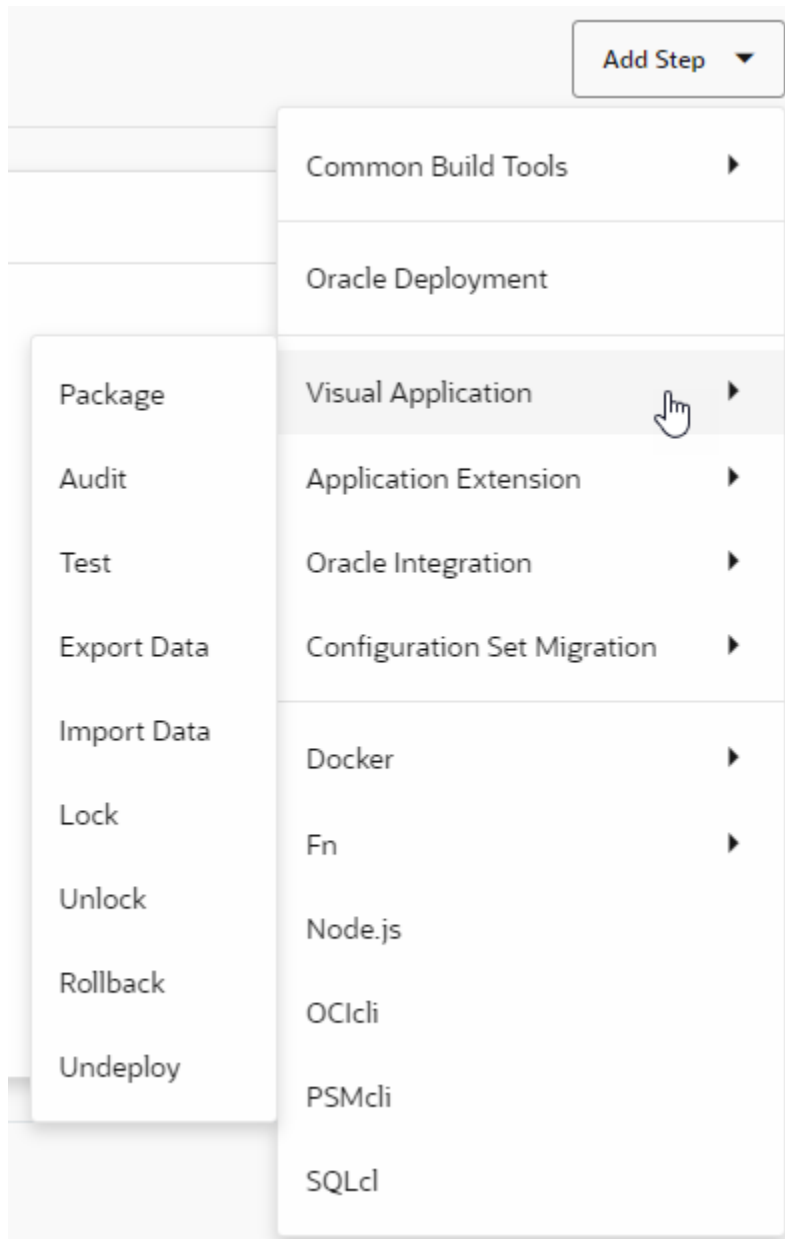 Add Step
Common Build Tools
Oracle Deployment
Visual Application
Application Extension
Oracle Integration
Configuration Set Migration
Docker
Fn
Node.js
OCIcli
PSMcli
SQLcl
Package
Audit
Test
Export Data
Import Data
Lock
Unlock
Rollback
Undeploy